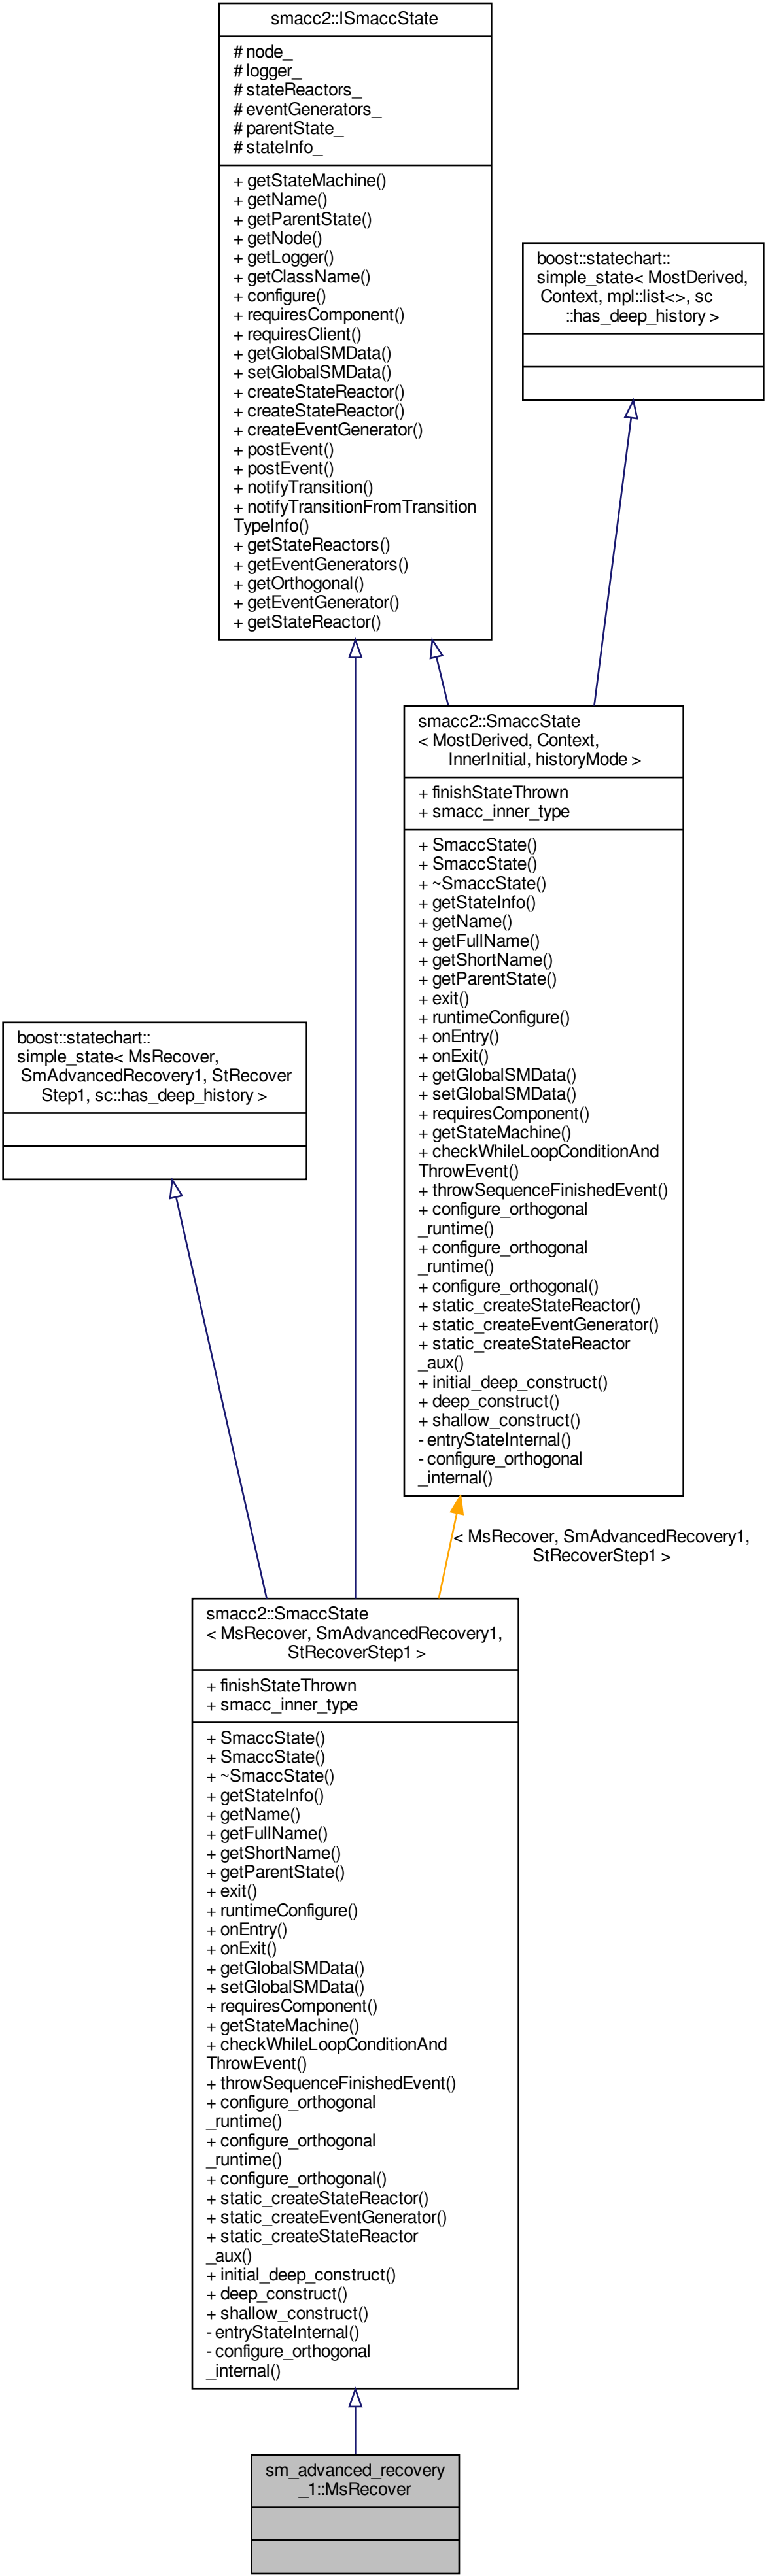 smacc2::ISmaccState
# node_
# logger_
# stateReactors_
# eventGenerators_
# parentState_
# stateInfo_
+ getStateMachine()
+ getName()
+ getParentState()
+ getNode()
+ getLogger()
+ getClassName()
+ configure()
+ requiresComponent()
+ requiresClient()
+ getGlobalSMData()
+ setGlobalSMData()
+ createStateReactor()
+ createStateReactor()
+ createEventGenerator()
+ postEvent()
+ postEvent()
+ notifyTransition()
+ notifyTransitionFromTransition
TypeInfo()
+ getStateReactors()
+ getEventGenerators()
+ getOrthogonal()
+ getEventGenerator()
+ getStateReactor()
boost::statechart::
simple_state< MostDerived,
Context, mpl::list<>, sc
::has_deep_history >
smacc2::SmaccState
< MostDerived, Context,
InnerInitial, historyMode >
+ finishStateThrown
+ smacc_inner_type
+ SmaccState()
+ SmaccState()
+ ~SmaccState()
+ getStateInfo()
+ getName()
+ getFullName()
+ getShortName()
+ getParentState()
+ exit()
+ runtimeConfigure()
+ onEntry()
+ onExit()
+ getGlobalSMData()
+ setGlobalSMData()
+ requiresComponent()
+ getStateMachine()
+ checkWhileLoopConditionAnd
ThrowEvent()
+ throwSequenceFinishedEvent()
+ configure_orthogonal
_runtime()
+ configure_orthogonal
_runtime()
+ configure_orthogonal()
+ static_createStateReactor()
+ static_createEventGenerator()
+ static_createStateReactor
_aux()
+ initial_deep_construct()
+ deep_construct()
+ shallow_construct()
- entryStateInternal()
- configure_orthogonal
_internal()
boost::statechart::
simple_state< MsRecover,
SmAdvancedRecovery1, StRecover
Step1, sc::has_deep_history >
< MsRecover, SmAdvancedRecovery1,
StRecoverStep1 >
smacc2::SmaccState
< MsRecover, SmAdvancedRecovery1,
StRecoverStep1 >
+ finishStateThrown
+ smacc_inner_type
+ SmaccState()
+ SmaccState()
+ ~SmaccState()
+ getStateInfo()
+ getName()
+ getFullName()
+ getShortName()
+ getParentState()
+ exit()
+ runtimeConfigure()
+ onEntry()
+ onExit()
+ getGlobalSMData()
+ setGlobalSMData()
+ requiresComponent()
+ getStateMachine()
+ checkWhileLoopConditionAnd
ThrowEvent()
+ throwSequenceFinishedEvent()
+ configure_orthogonal
_runtime()
+ configure_orthogonal
_runtime()
+ configure_orthogonal()
+ static_createStateReactor()
+ static_createEventGenerator()
+ static_createStateReactor
_aux()
+ initial_deep_construct()
+ deep_construct()
+ shallow_construct()
- entryStateInternal()
- configure_orthogonal
_internal()
sm_advanced_recovery
_1::MsRecover